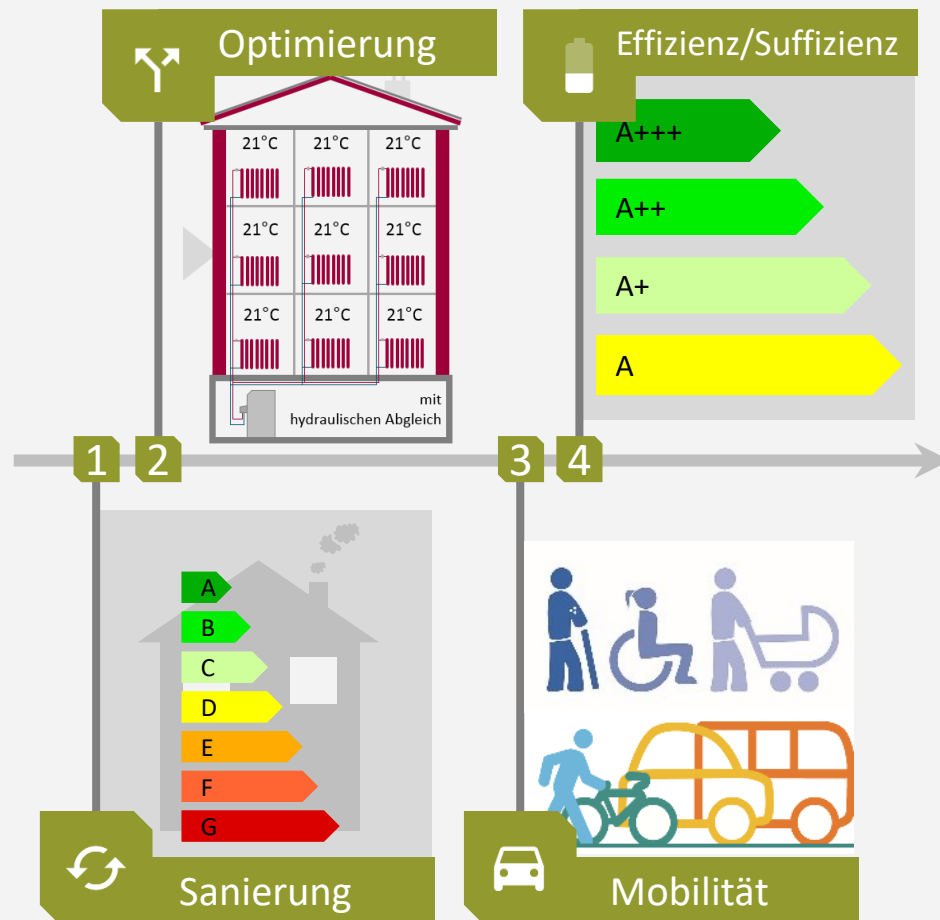 Optimierung
21°C 21°C 21°C
21°C 21°C 21°C
21°C 21°C 21°C
mit
hydraulischen Abgleich
Effizienz/Suffizienz
A+++
A++
A+
A
1 2 3 4
A
B
C
D
E
F
G
Sanierung
Mobilität